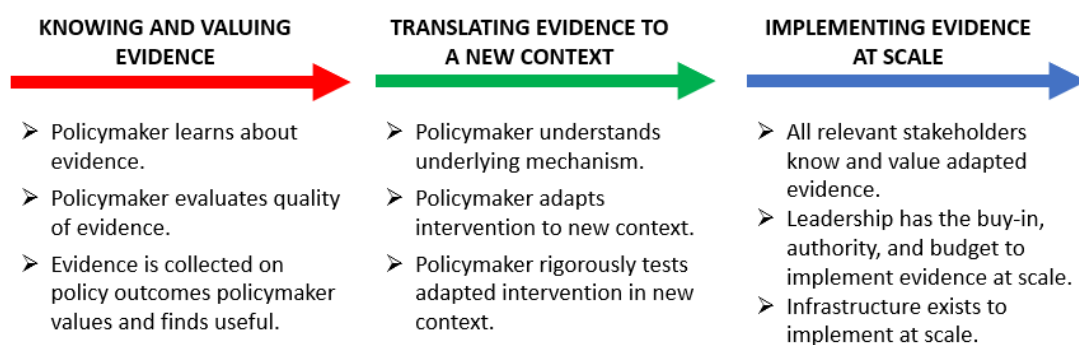 KNOWING AND VALUING
EVIDENCE
➢ Policymaker learns about
evidence.
➢ Policymaker evaluates quality
of evidence.
➢ Evidence is collected on
policy outcomes policymaker
values and finds useful.
TRANSLATING EVIDENCE TO
A NEW CONTEXT
➢ Policymaker understands
underlying mechanism.
➢ Policymaker adapts
intervention to new context.
➢ Policymaker rigorously tests
adapted intervention in new
context.
IMPLEMENTING EVIDENCE
AT SCALE
➢ All relevant stakeholders
know and value adapted
evidence.
➢ Leadership has the buy-in,
authority, and budget to
implement evidence at scale.
➢ Infrastructure exists to
implement at scale.